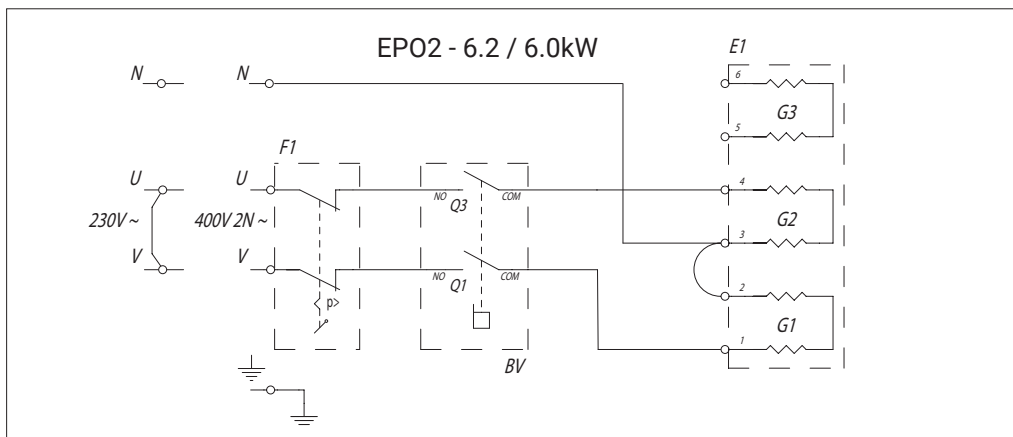 EPO2 - 6.2 / 6.0kW
E1
N
N
6
G3
5
F1
U
U
4
NO
Q3
COM
G2
230V ~
400V 2N ~
3
V
V
NO
Q1
COM
2
p>
G1
1
BV